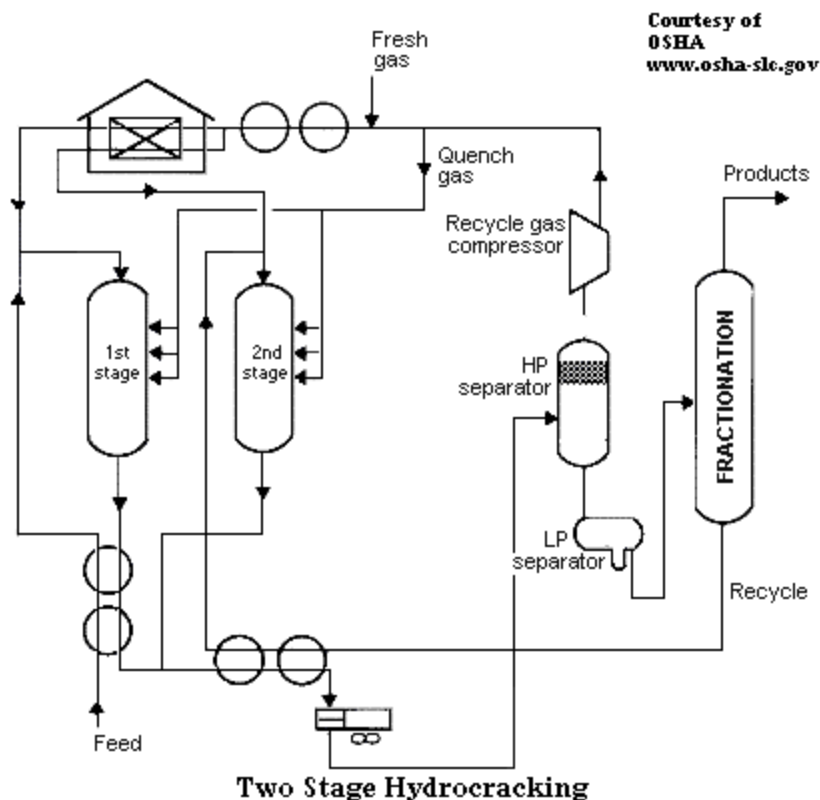 Courtesy of
OSHA
www.osha-slc.gov
Fresh
gas
Quench
gas
Products
Recycle gas
compressor
1st
stage
2nd
stage
HP
separator
FRACTIONATION
LP
separator
Recycle
Feed
Two Stage Hydrocracking